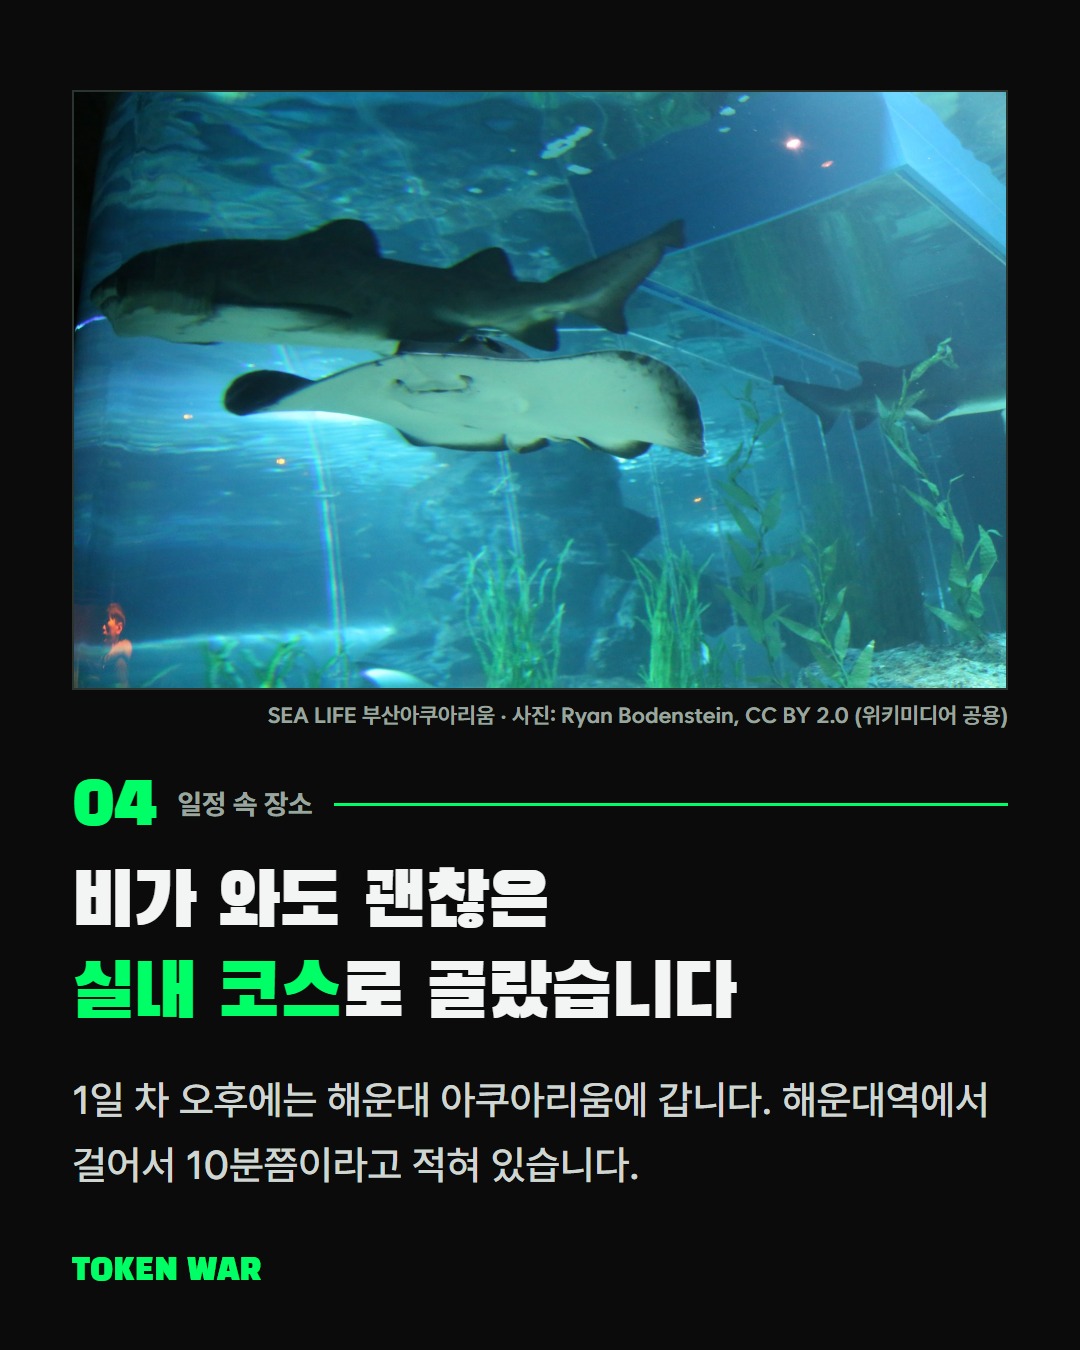 SEA LIFE 부산아쿠아리움 · 사진: Ryan Bodenstein, CC BY 2.0 (위키미디어 공용)
04 일정 속 장소
비가 와도 괜찮은
실내 코스로 골랐습니다
1일 차 오후에는 해운대 아쿠아리움에 갑니다. 해운대역에서
걸어서 10분쯤이라고 적혀 있습니다.
TOKEN WAR